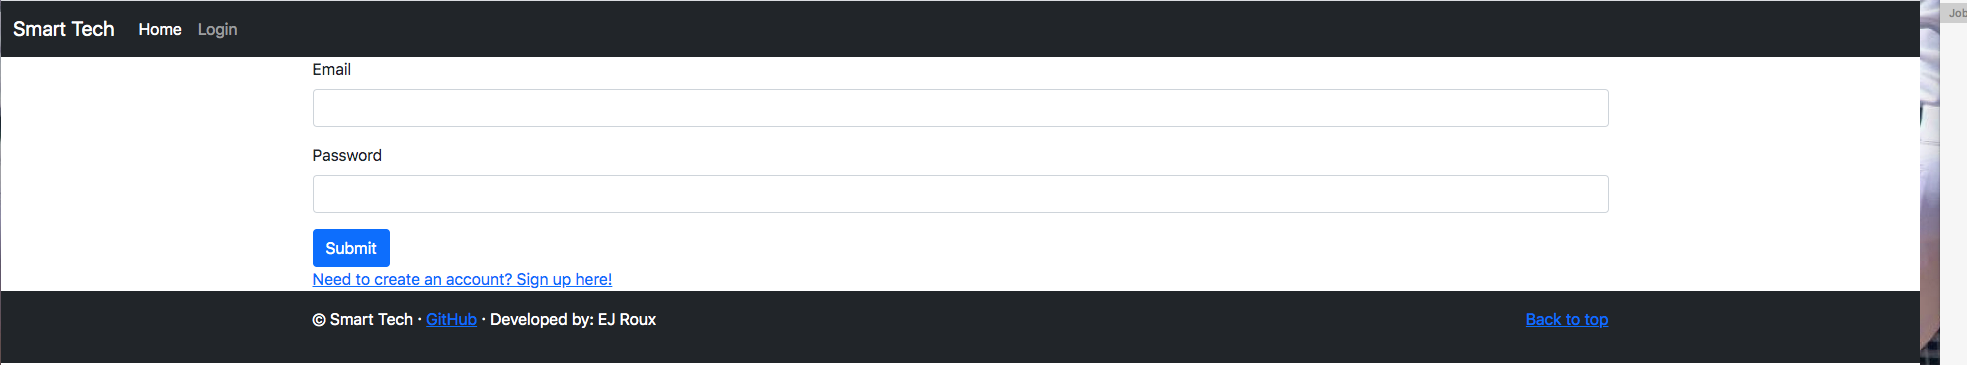 Smart Tech Home Login
Job
Email
Password
Submit
Need to create an account? Sign up here!
© Smart Tech · GitHub · Developed by: EJ Roux
Back to top